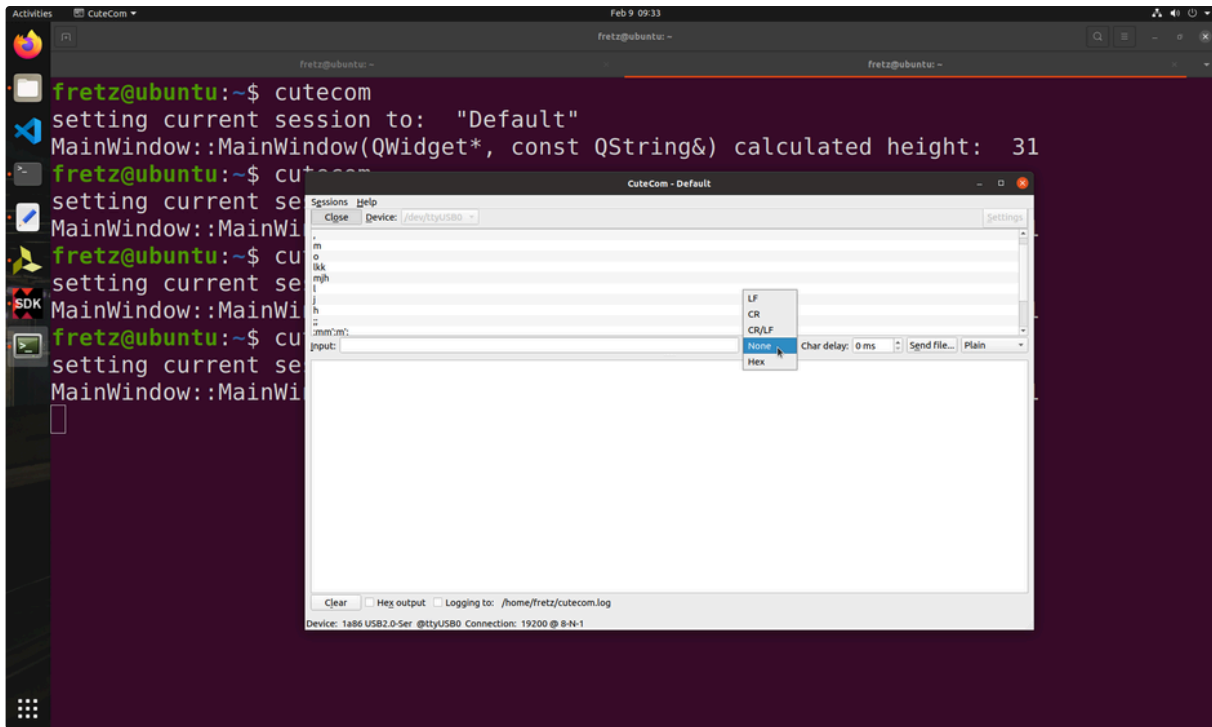 Activities CuteCom Feb 9 09:33
fretz@ubuntu: ~
fretz@ubuntu: ~ fretz@ubuntu: ~
fretz@ubuntu:~$ cutecom
setting current session to: "Default"
MainWindow::MainWindow(QWidget*, const QString&) calculated height: 31
fretz@ubuntu:~$ cutecom
setting current se
MainWindow::MainWi
fretz@ubuntu:~$ cu
setting current se
MainWindow::MainWi
fretz@ubuntu:~$ cu
setting current se
MainWindow::MainWi
SDK
CuteCom - Default
Sessions Help
Close Device: /dev/ttyUSB0 Settings
,
m
o
lkk
mjh
l
j
h
;;
;mm';m';
Input:
LF
CR
CR/LF
None
Hex
Char delay: 0 ms Send file... Plain
Clear Hex output Logging to: /home/fretz/cutecom.log
Device: 1a86 USB2.0-Ser @ttyUSB0 Connection: 19200 @ 8-N-1